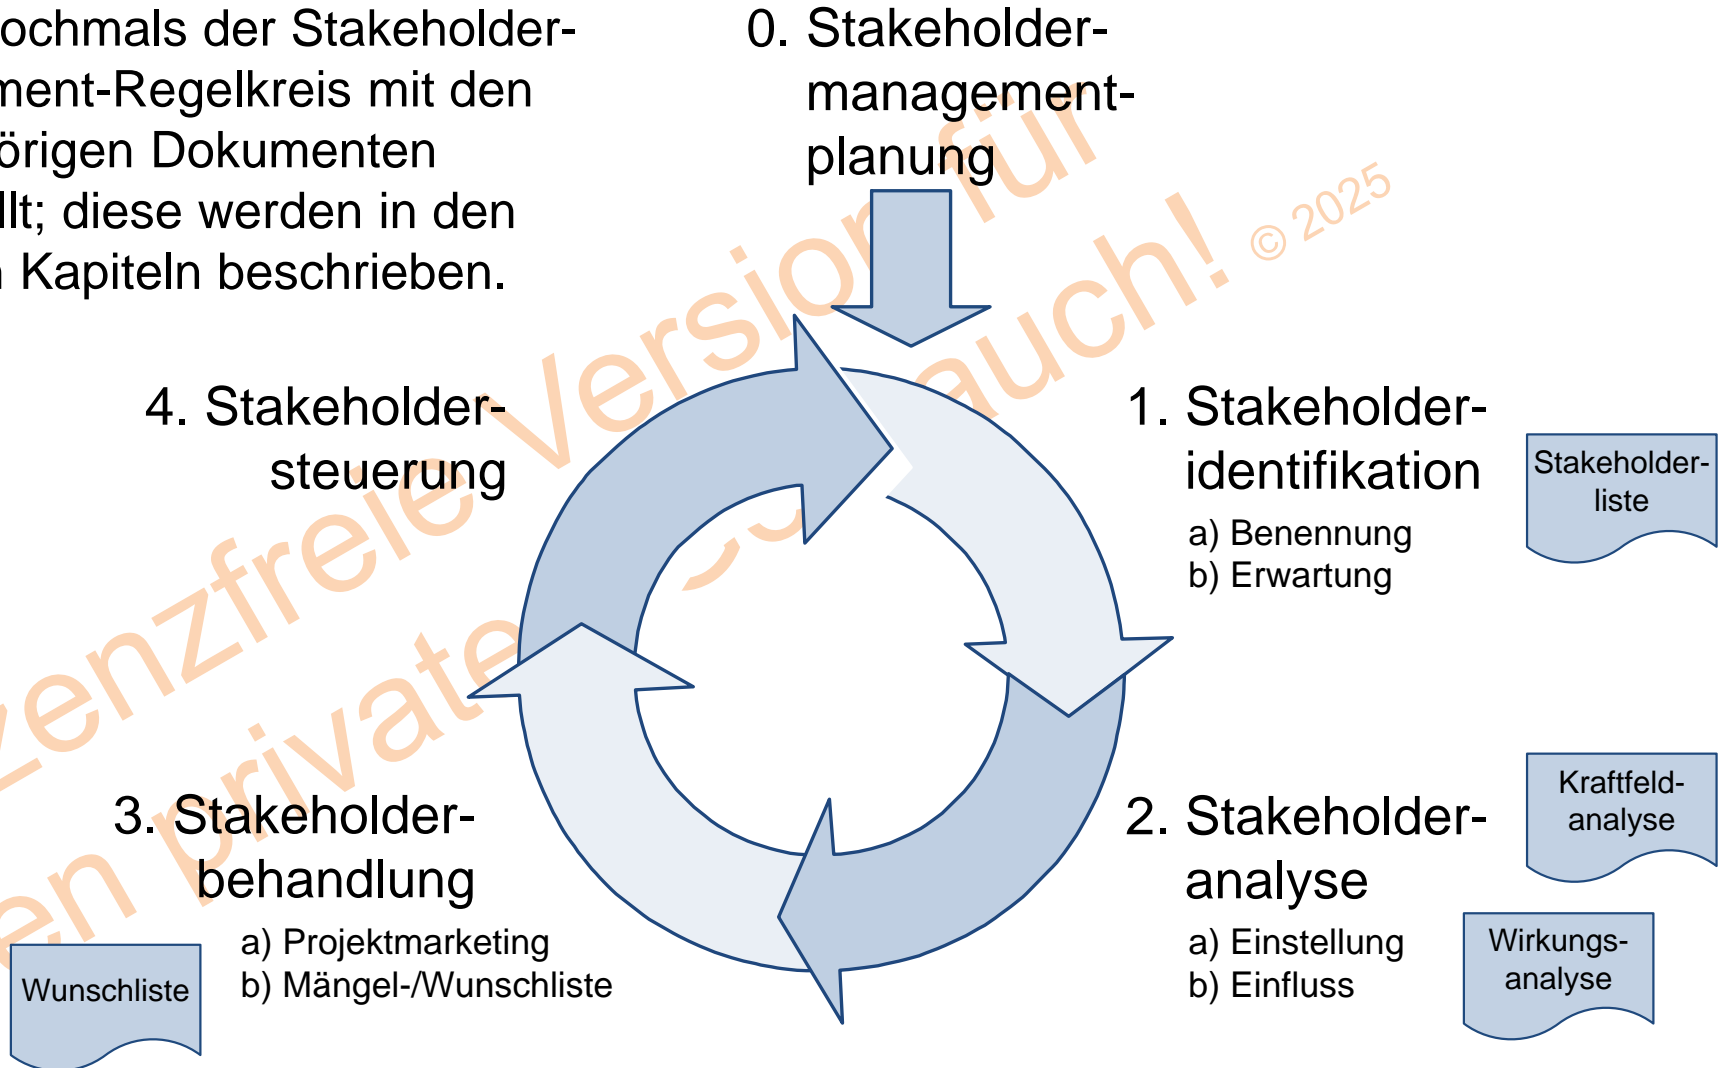 ochmals der Stakeholder-
ment-Regelkreis mit den
örigen Dokumenten
llt; diese werden in den
n Kapiteln beschrieben.
0. Stakeholder-
management-
planung
© 2025
4. Stakeholder-
steuerung
1. Stakeholder-
identifikation
a) Benennung
b) Erwartung
Stakeholder-
liste
3. Stakeholder-
behandlung
a) Projektmarketing
b) Mängel-/Wunschliste
Wunschliste
2. Stakeholder-
analyse
a) Einstellung
b) Einfluss
Kraftfeld-
analyse
Wirkungs-
analyse
zenzfreie Version für
en private auch!